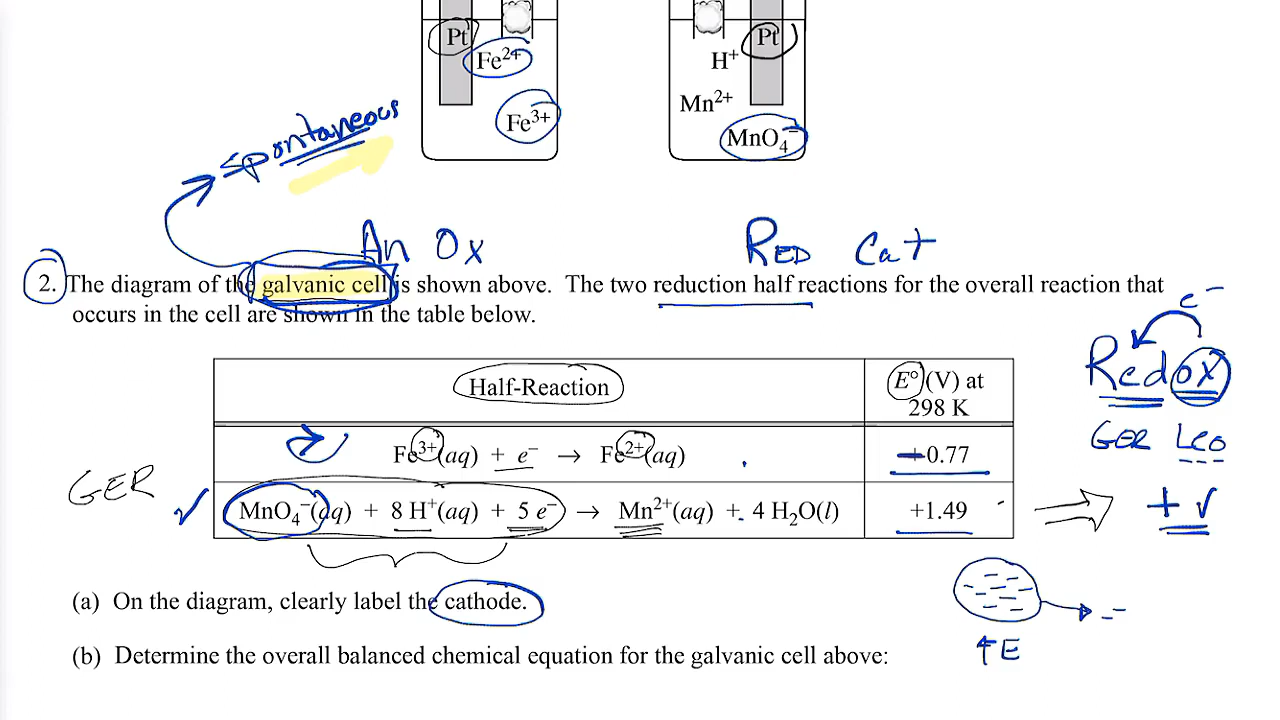 Pt
Pt
Fe²⁺
H⁺
Fe³⁺
Mn²⁺
MnO₄⁻
spontaneous
An Ox
RED Cat
2. The diagram of the galvanic cell is shown above. The two reduction half reactions for the overall reaction that
occurs in the cell are shown in the table below.
e⁻
Redox
GER LEO
Half-Reaction
E° (V) at
298 K
Fe³⁺(aq) + e⁻ → Fe²⁺(aq)
+0.77
GER
MnO₄⁻(aq) + 8 H⁺(aq) + 5 e⁻ → Mn²⁺(aq) + 4 H₂O(l)
+1.49
+ √
(a) On the diagram, clearly label the cathode.
↑E
(b) Determine the overall balanced chemical equation for the galvanic cell above: